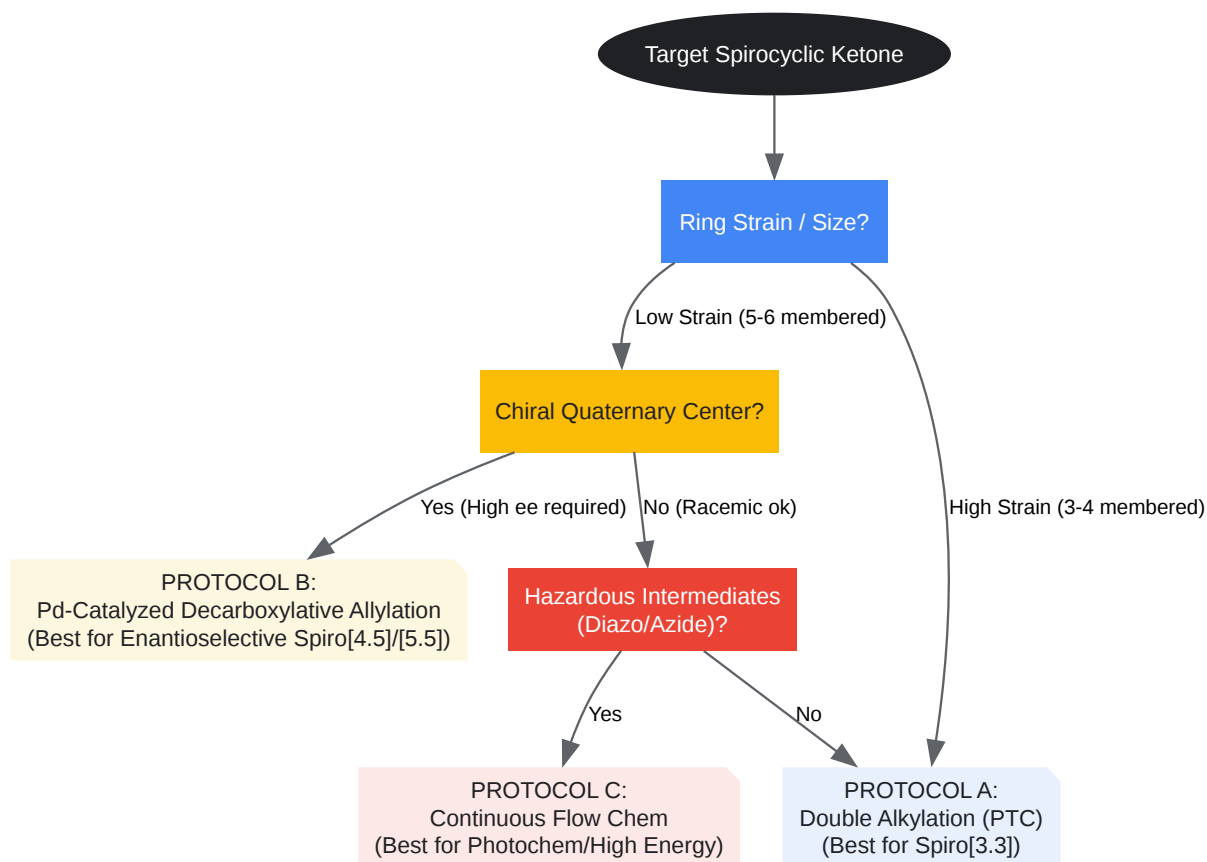 Target Spirocyclic Ketone
Ring Strain / Size?
Low Strain (5-6 membered)
Chiral Quaternary Center?
Yes (High ee required)
No (Racemic ok)
High Strain (3-4 membered)
PROTOCOL B:
Pd-Catalyzed Decarboxylative Allylation
(Best for Enantioselective Spiro[4.5]/[5.5])
Hazardous Intermediates
(Diazo/Azide)?
Yes
No
PROTOCOL C:
Continuous Flow Chem
(Best for Photochem/High Energy)
PROTOCOL A:
Double Alkylation (PTC)
(Best for Spiro[3.3])